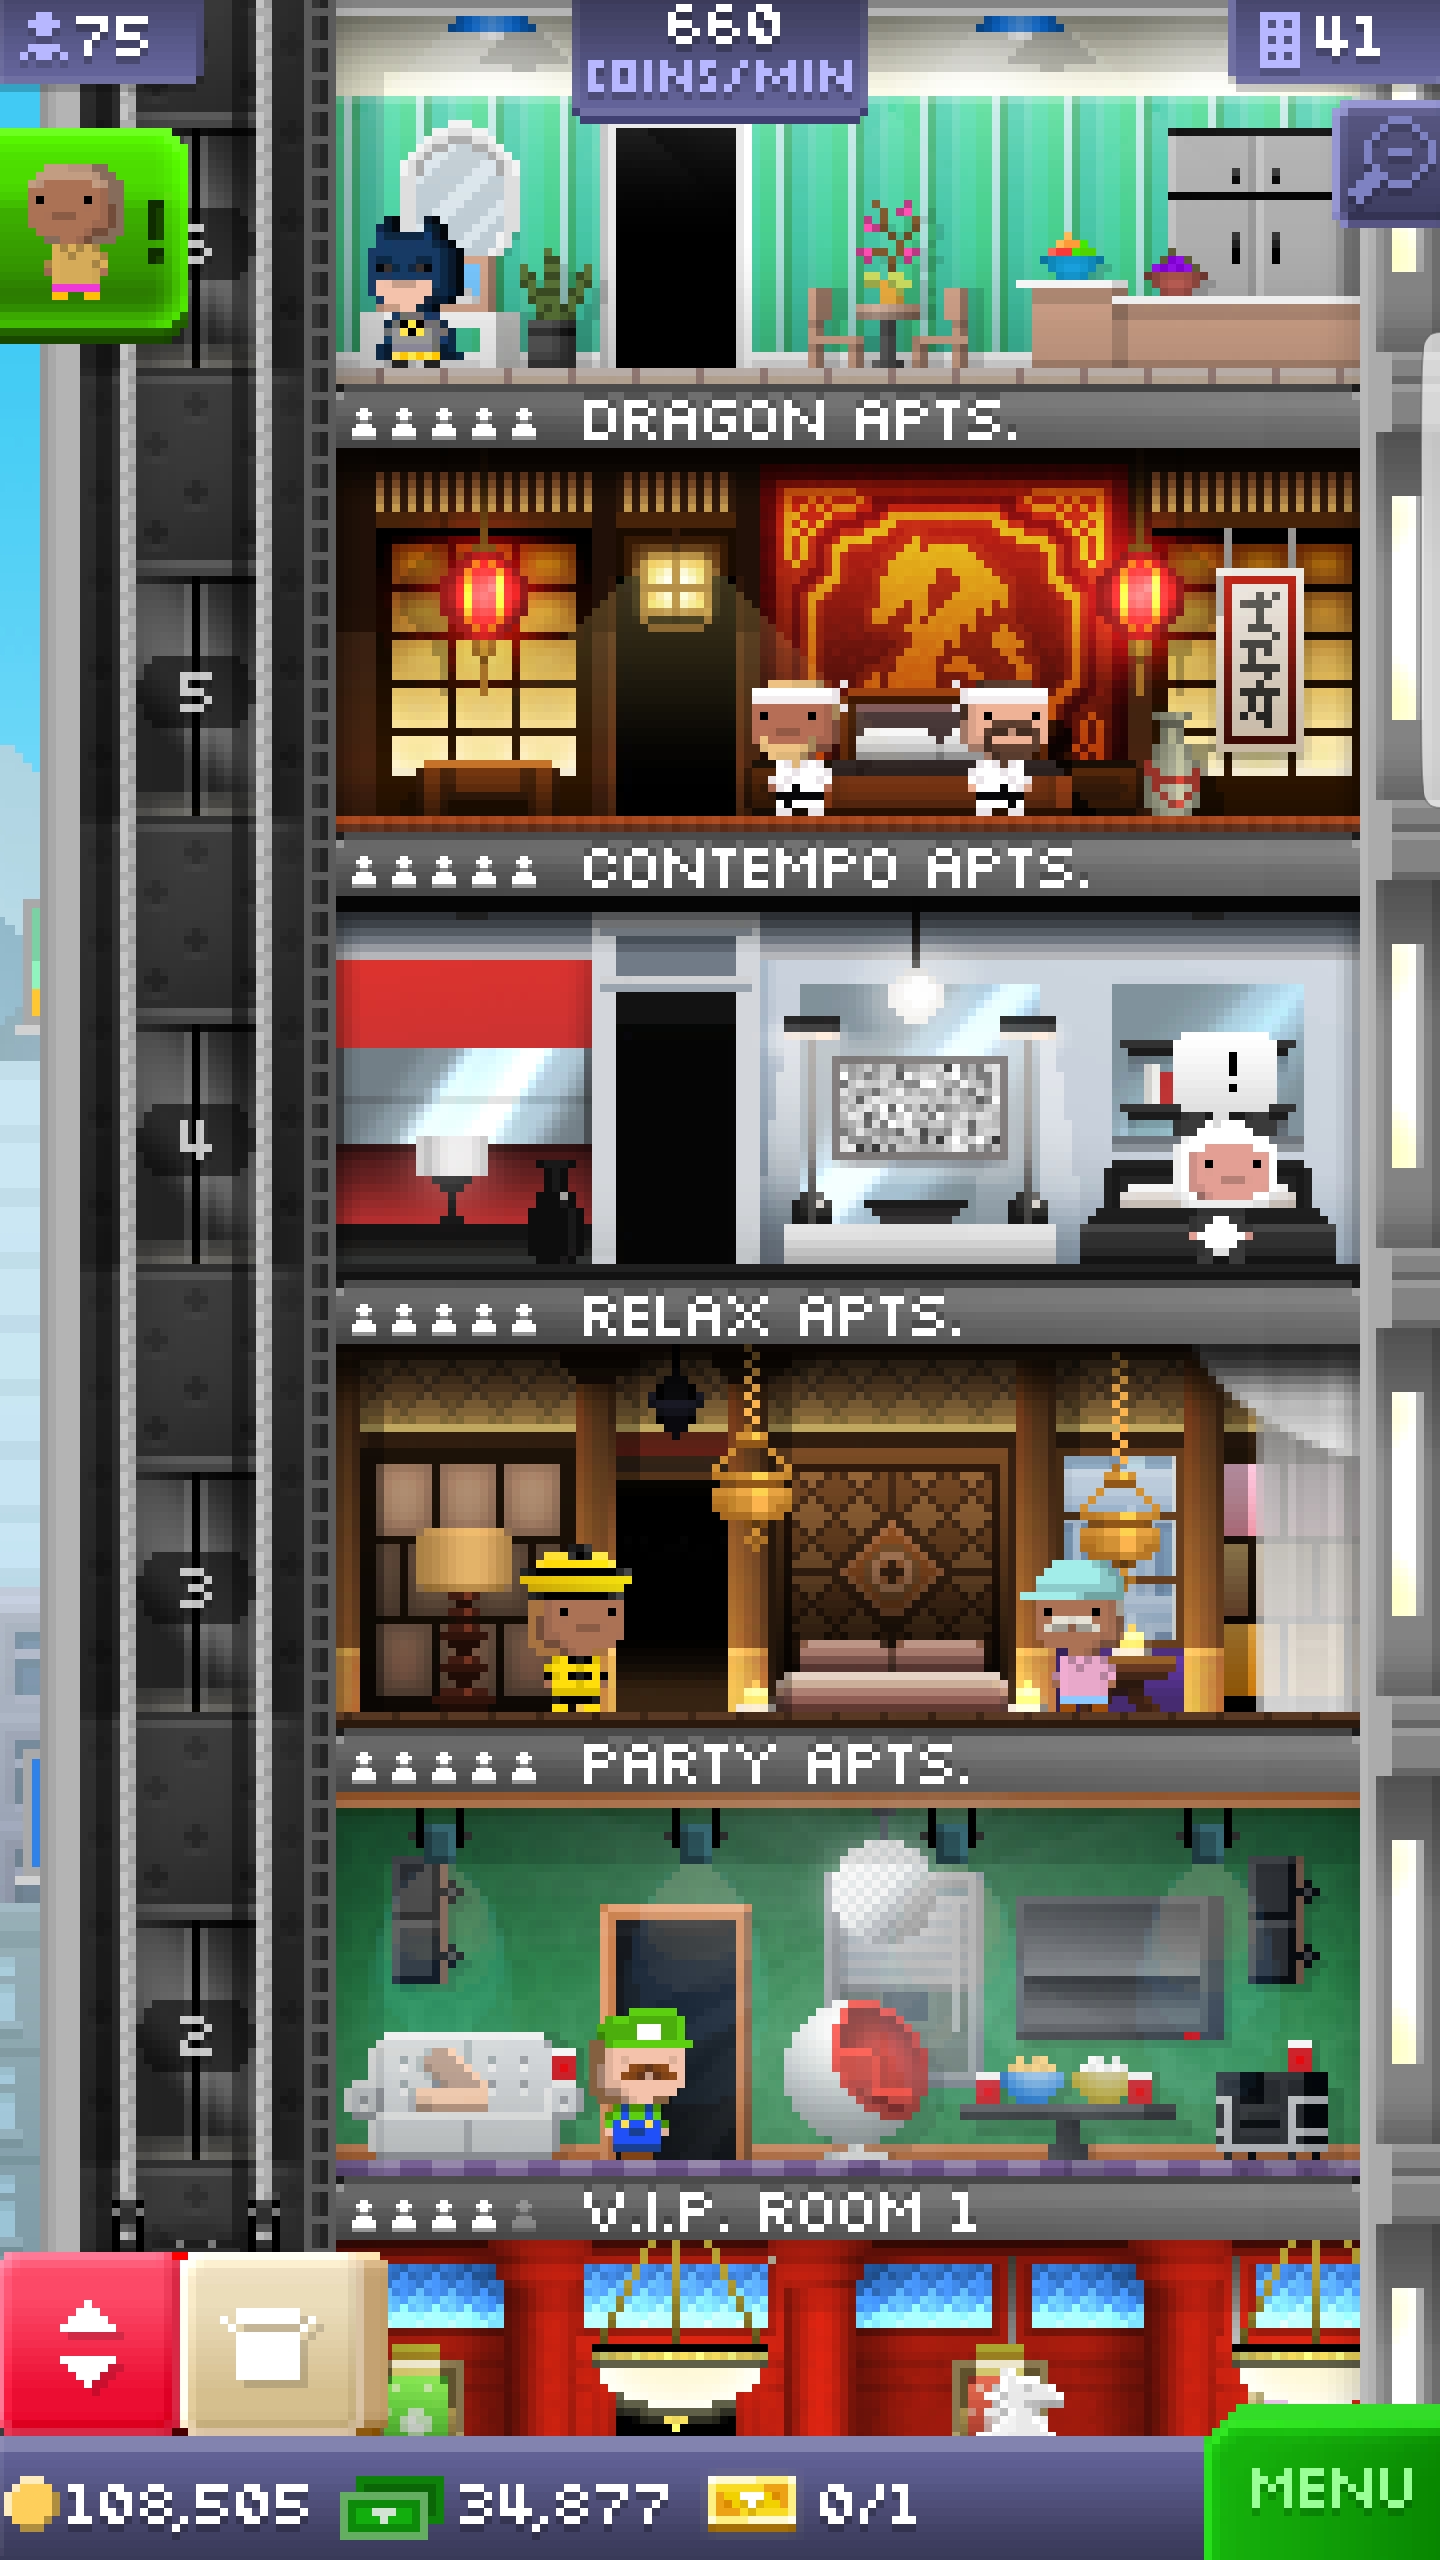 75
660
COINS/MIN
41
!
DRAGON APTS.
5
CONTEMPO APTS.
4
!
RELAX APTS.
3
PARTY APTS.
2
V.I.P. ROOM 1
108,505
34,877
0/1
MENU